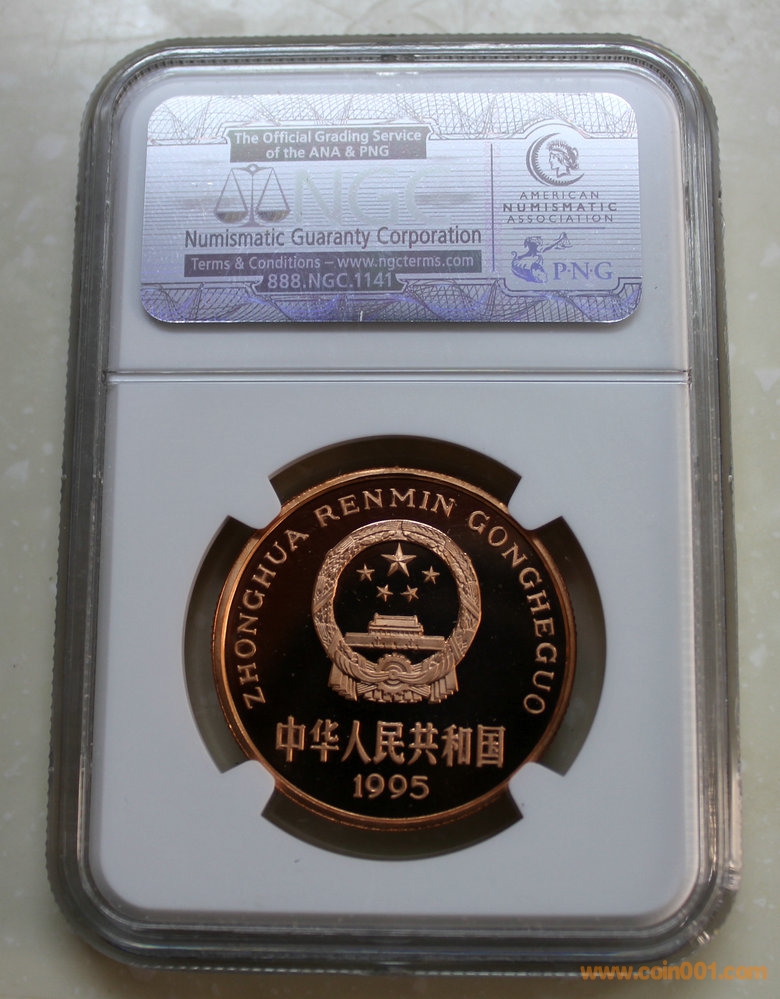 The Official Grading Service
of the ANA & PNG
NGC
Numismatic Guaranty Corporation
Terms & Conditions – www.ngcterms.com
888.NGC.1141
AMERICAN
NUMISMATIC
ASSOCIATION
P·N·G
ZHONGHUA RENMIN GONGHEGUO
中华人民共和国
1995
www.coin001.com